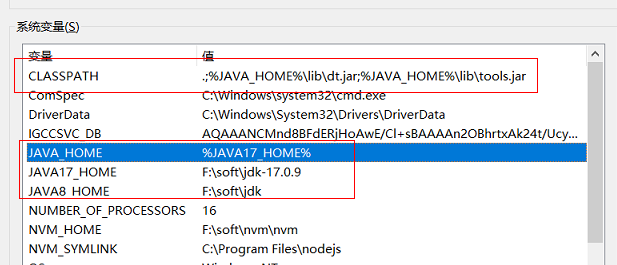 系统变量(S)
变量 值
CLASSPATH .;%JAVA_HOME%\lib\dt.jar;%JAVA_HOME%\lib\tools.jar
ComSpec C:\Windows\system32\cmd.exe
DriverData C:\Windows\System32\Drivers\DriverData
IGCCSVC_DB AQAAANCMnd8BFdERjHoAwE/Cl+sBAAAAn2OBhrtxAk24t/Ucy...
JAVA_HOME %JAVA17_HOME%
JAVA17_HOME F:\soft\jdk-17.0.9
JAVA8_HOME F:\soft\jdk
NUMBER_OF_PROCESSORS 16
NVM_HOME F:\soft\nvm\nvm
NVM_SYMLINK C:\Program Files\nodejs